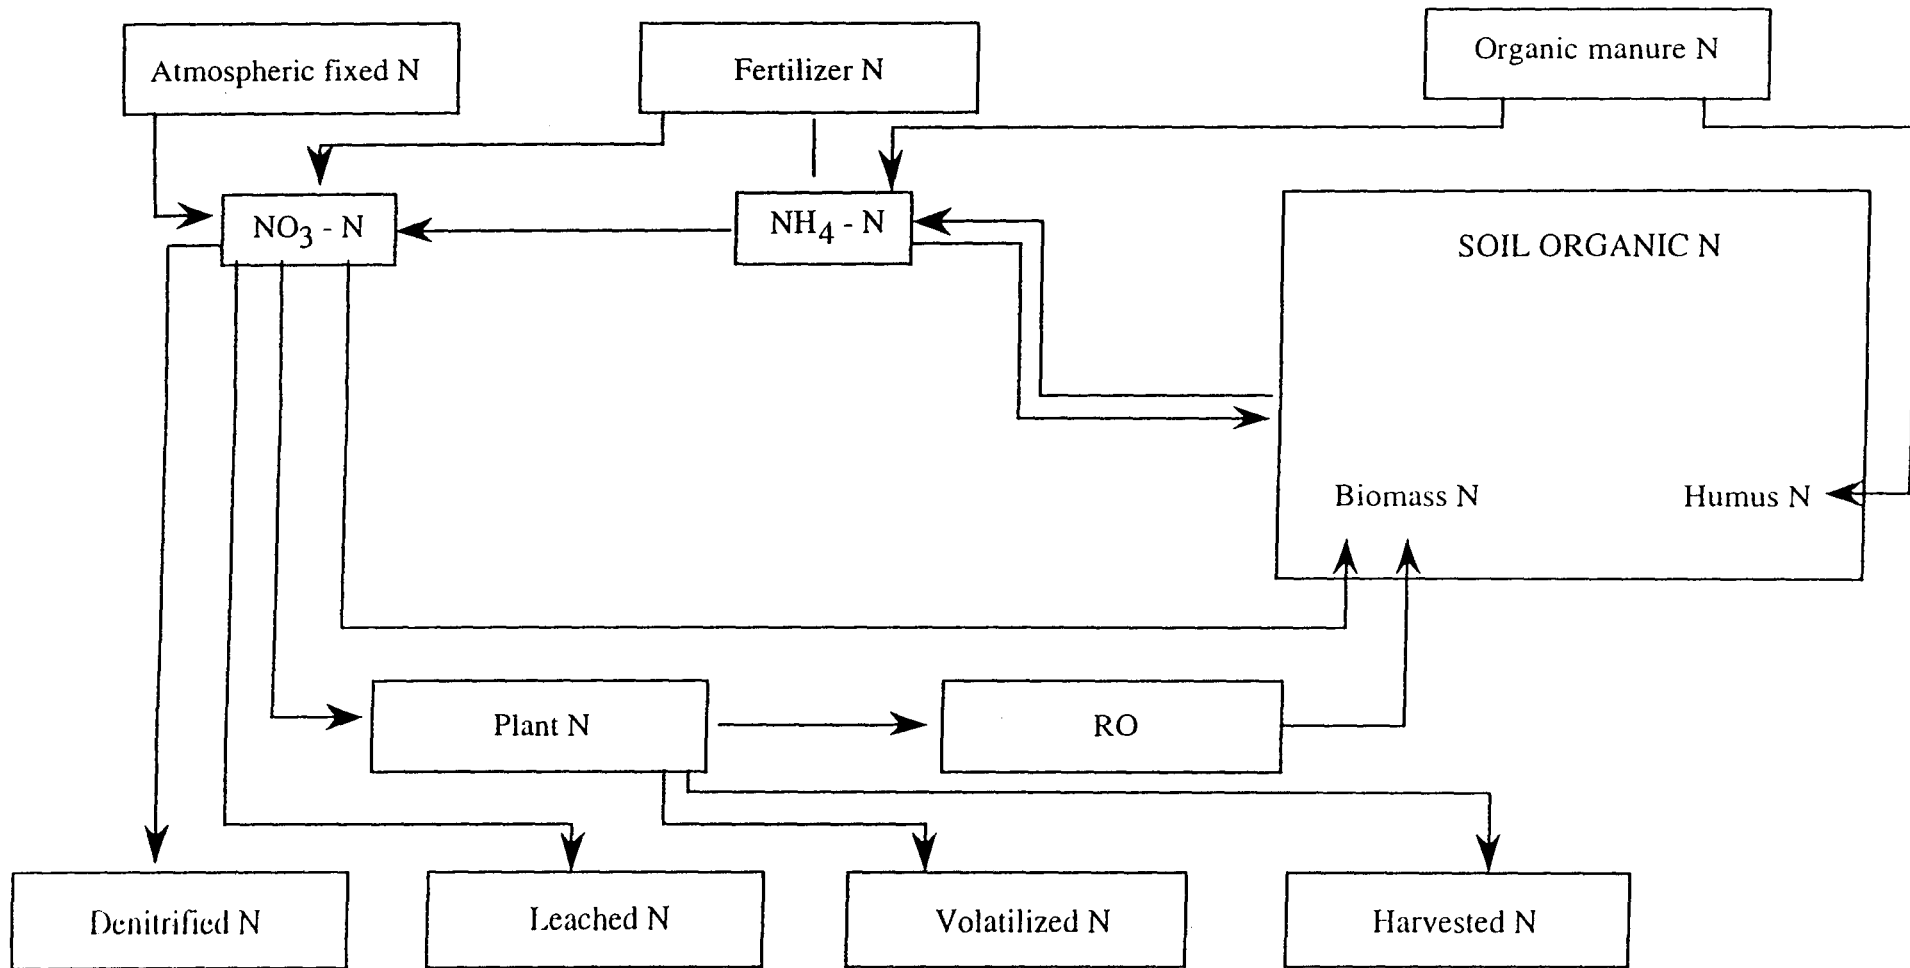 Atmospheric fixed N
Fertilizer N
Organic manure N
NO3 - N
NH4 - N
SOIL ORGANIC N
Biomass N
Humus N
Plant N
RO
Denitrified N
Leached N
Volatilized N
Harvested N